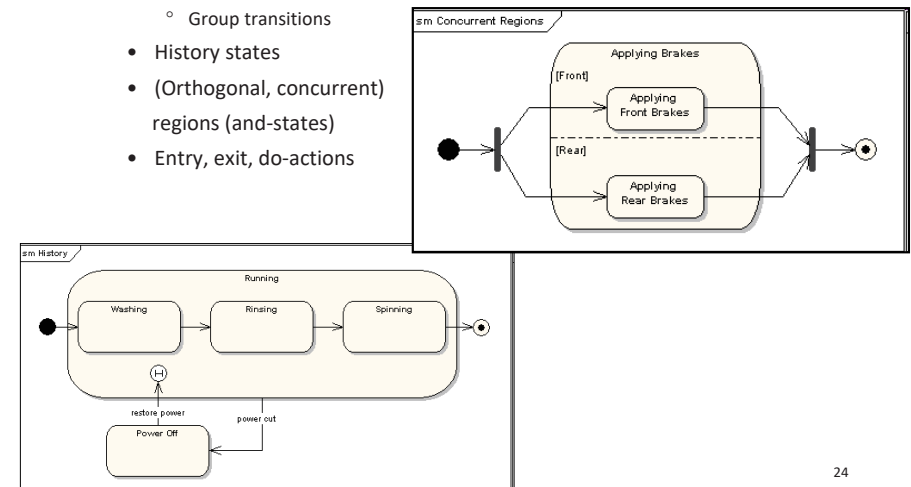 ° Group transitions
• History states
• (Orthogonal, concurrent)
regions (and-states)
• Entry, exit, do-actions
sm Concurrent Regions
Applying Brakes
[Front]
Applying
Front Brakes
[Rear]
Applying
Rear Brakes
sm History
Running
Washing
Rinsing
Spinning
H
restore power
power cut
Power Off
24